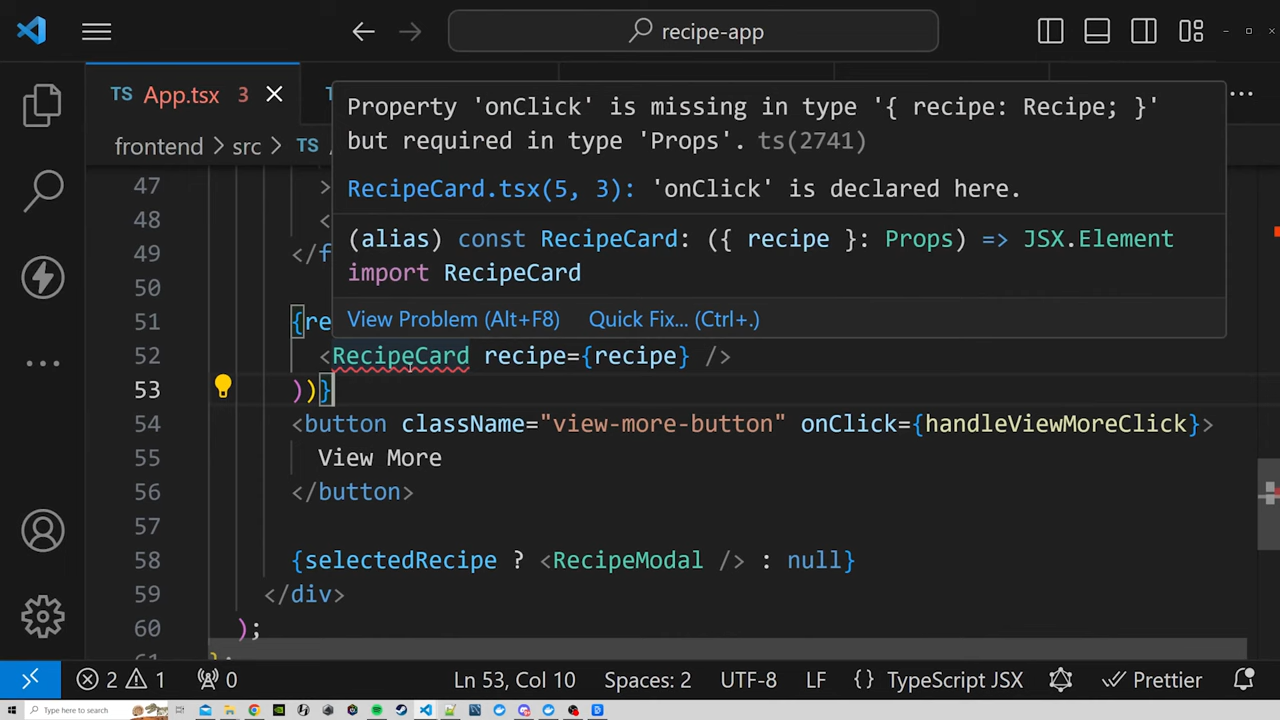 recipe-app
TS App.tsx 3
frontend > src > TS
Property 'onClick' is missing in type '{ recipe: Recipe; }'
but required in type 'Props'. ts(2741)
RecipeCard.tsx(5, 3): 'onClick' is declared here.
(alias) const RecipeCard: ({ recipe }: Props) => JSX.Element
import RecipeCard
View Problem (Alt+F8) Quick Fix... (Ctrl+.)
47 >
48 <
49 </f
50
51 {re
52 <RecipeCard recipe={recipe} />
53 ))}
54 <button className="view-more-button" onClick={handleViewMoreClick}>
55 View More
56 </button>
57
58 {selectedRecipe ? <RecipeModal /> : null}
59 </div>
60 );
2 1 0 Ln 53, Col 10 Spaces: 2 UTF-8 LF {} TypeScript JSX Prettier
Type here to search